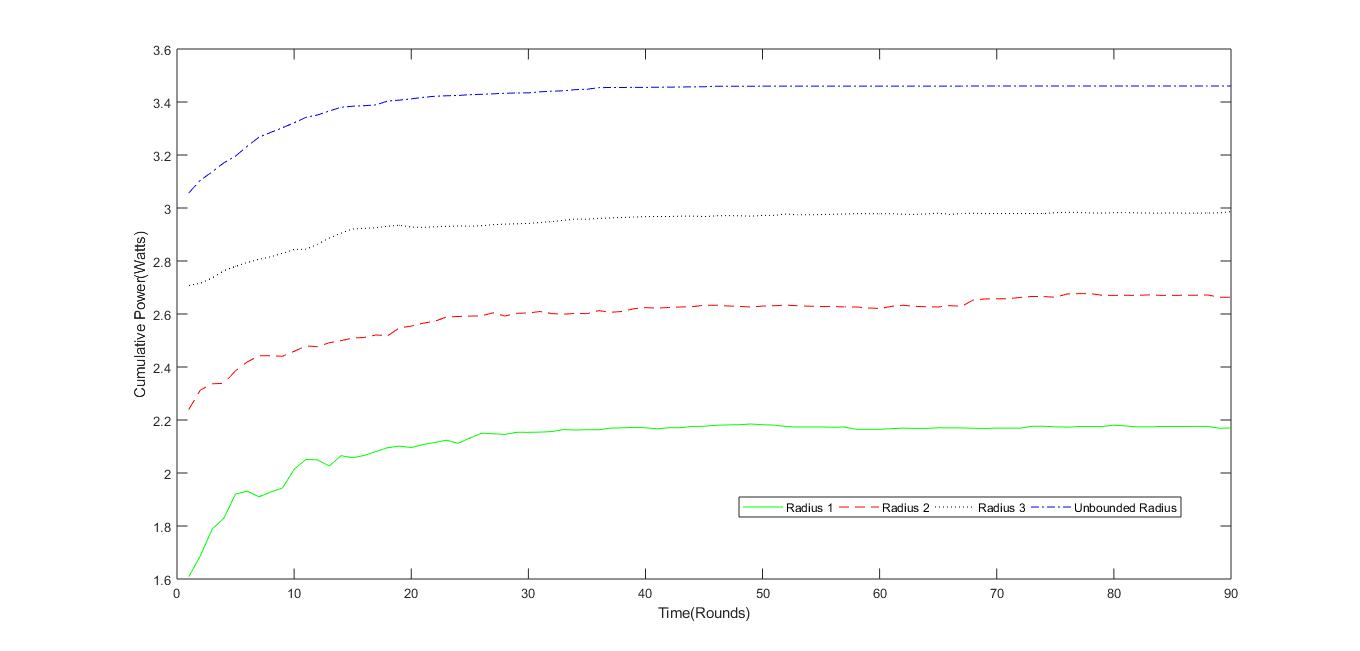 3.6
3.4
3.2
3
2.8
2.6
2.4
2.2
2
1.8
1.6
Cumulative Power(Watts)
Radius 1 Radius 2 Radius 3 Unbounded Radius
0 10 20 30 40 50 60 70 80 90
Time(Rounds)